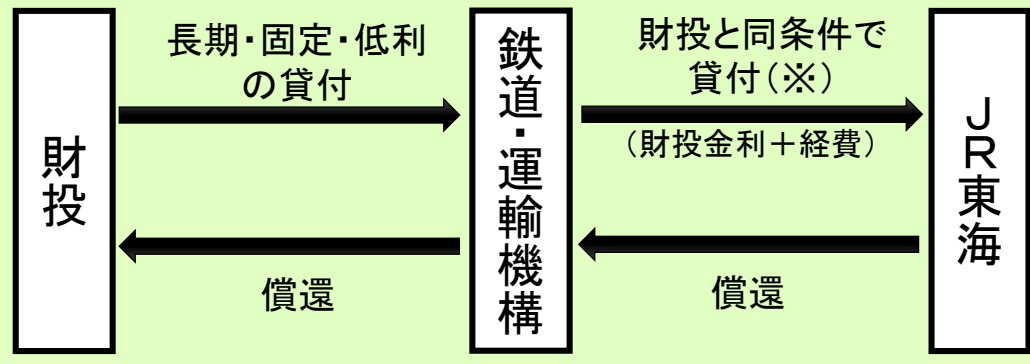 財投
長期・固定・低利
の貸付
償還
鉄道・運輸機構
財投と同条件で
貸付(※)
(財投金利＋経費)
償還
ＪＲ東海